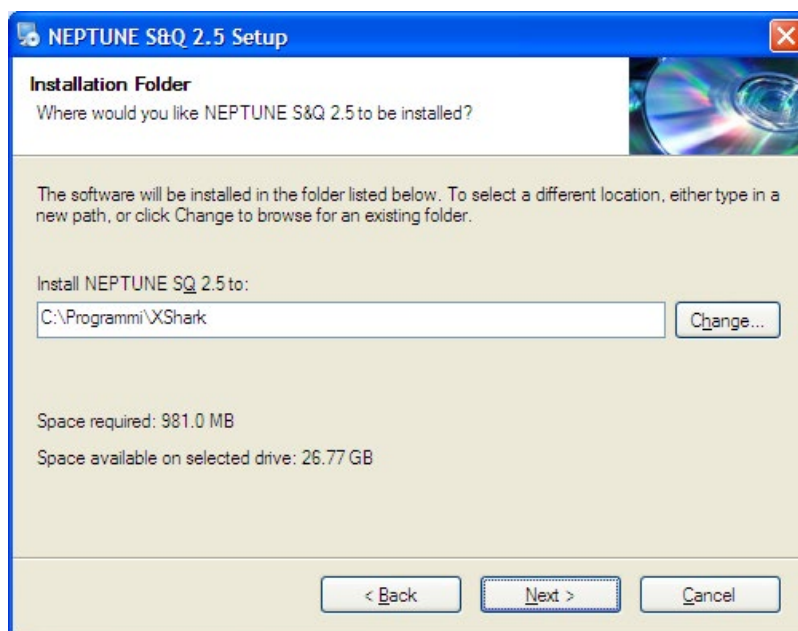 NEPTUNE S&Q 2.5 Setup
Installation Folder
Where would you like NEPTUNE S&Q 2.5 to be installed?
The software will be installed in the folder listed below. To select a different location, either type in a
new path, or click Change to browse for an existing folder.
Install NEPTUNE SQ 2.5 to:
C:\Programmi\XShark
Change...
Space required: 981.0 MB
Space available on selected drive: 26.77 GB
< Back
Next >
Cancel